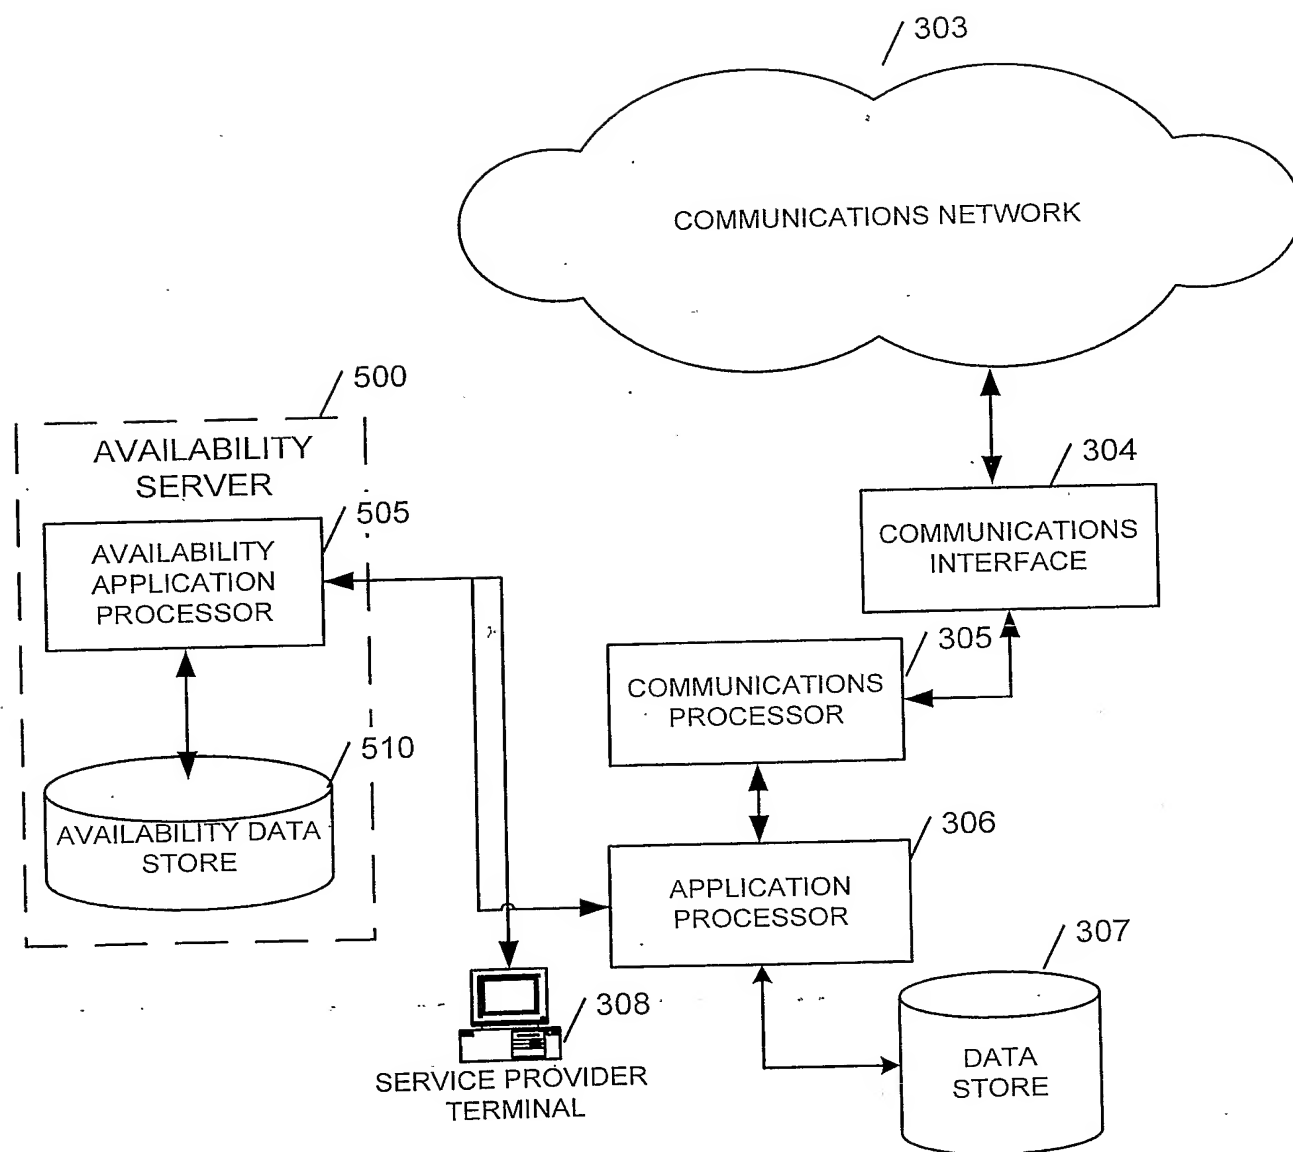 303
COMMUNICATIONS NETWORK
500
AVAILABILITY
SERVER
304
505
COMMUNICATIONS
INTERFACE
AVAILABILITY
APPLICATION
PROCESSOR
305
COMMUNICATIONS
PROCESSOR
510
AVAILABILITY DATA
STORE
306
APPLICATION
PROCESSOR
307
308
DATA
STORE
SERVICE PROVIDER
TERMINAL